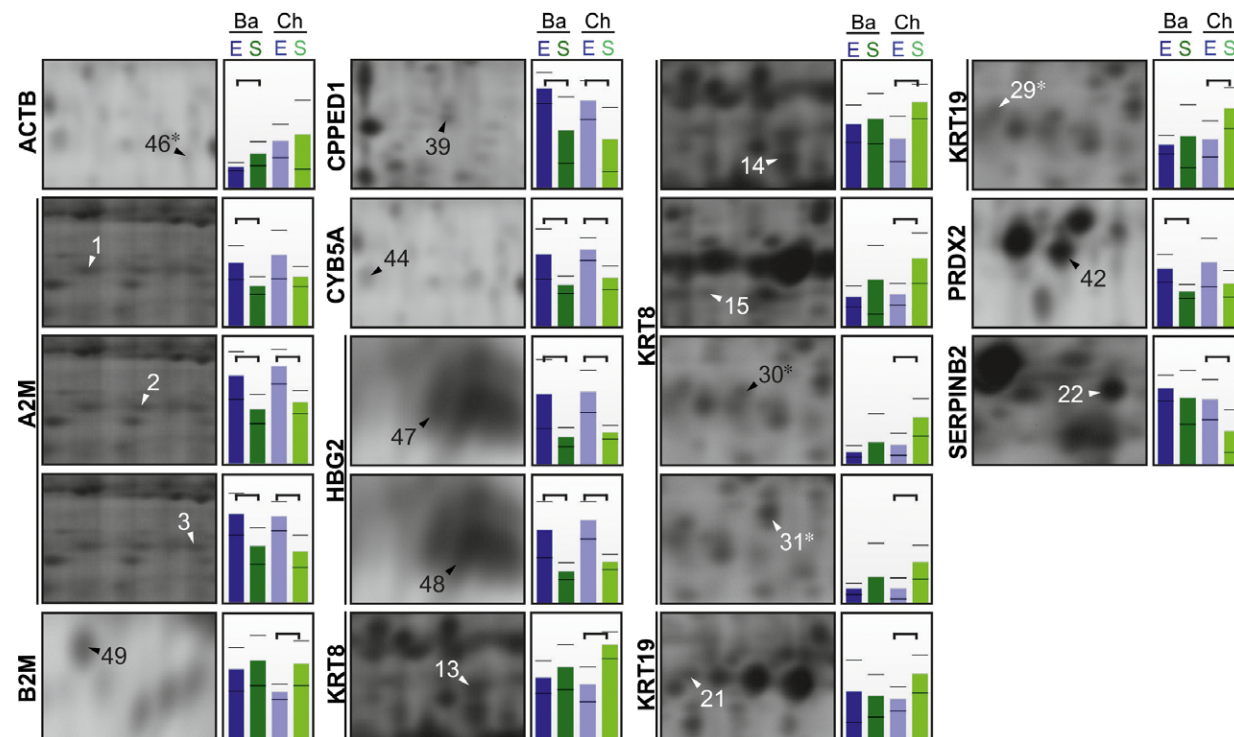 Ba Ch
E S E S
Ba Ch
E S E S
Ba Ch
E S E S
Ba Ch
E S E S
ACTB
46*
CPPED1
39
14
KRT19
29*
A2M
1
CYB5A
44
KRT8
15
PRDX2
42
2
HBG2
47
30*
SERPINB2
22
3
48
31*
B2M
49
KRT8
13
KRT19
21